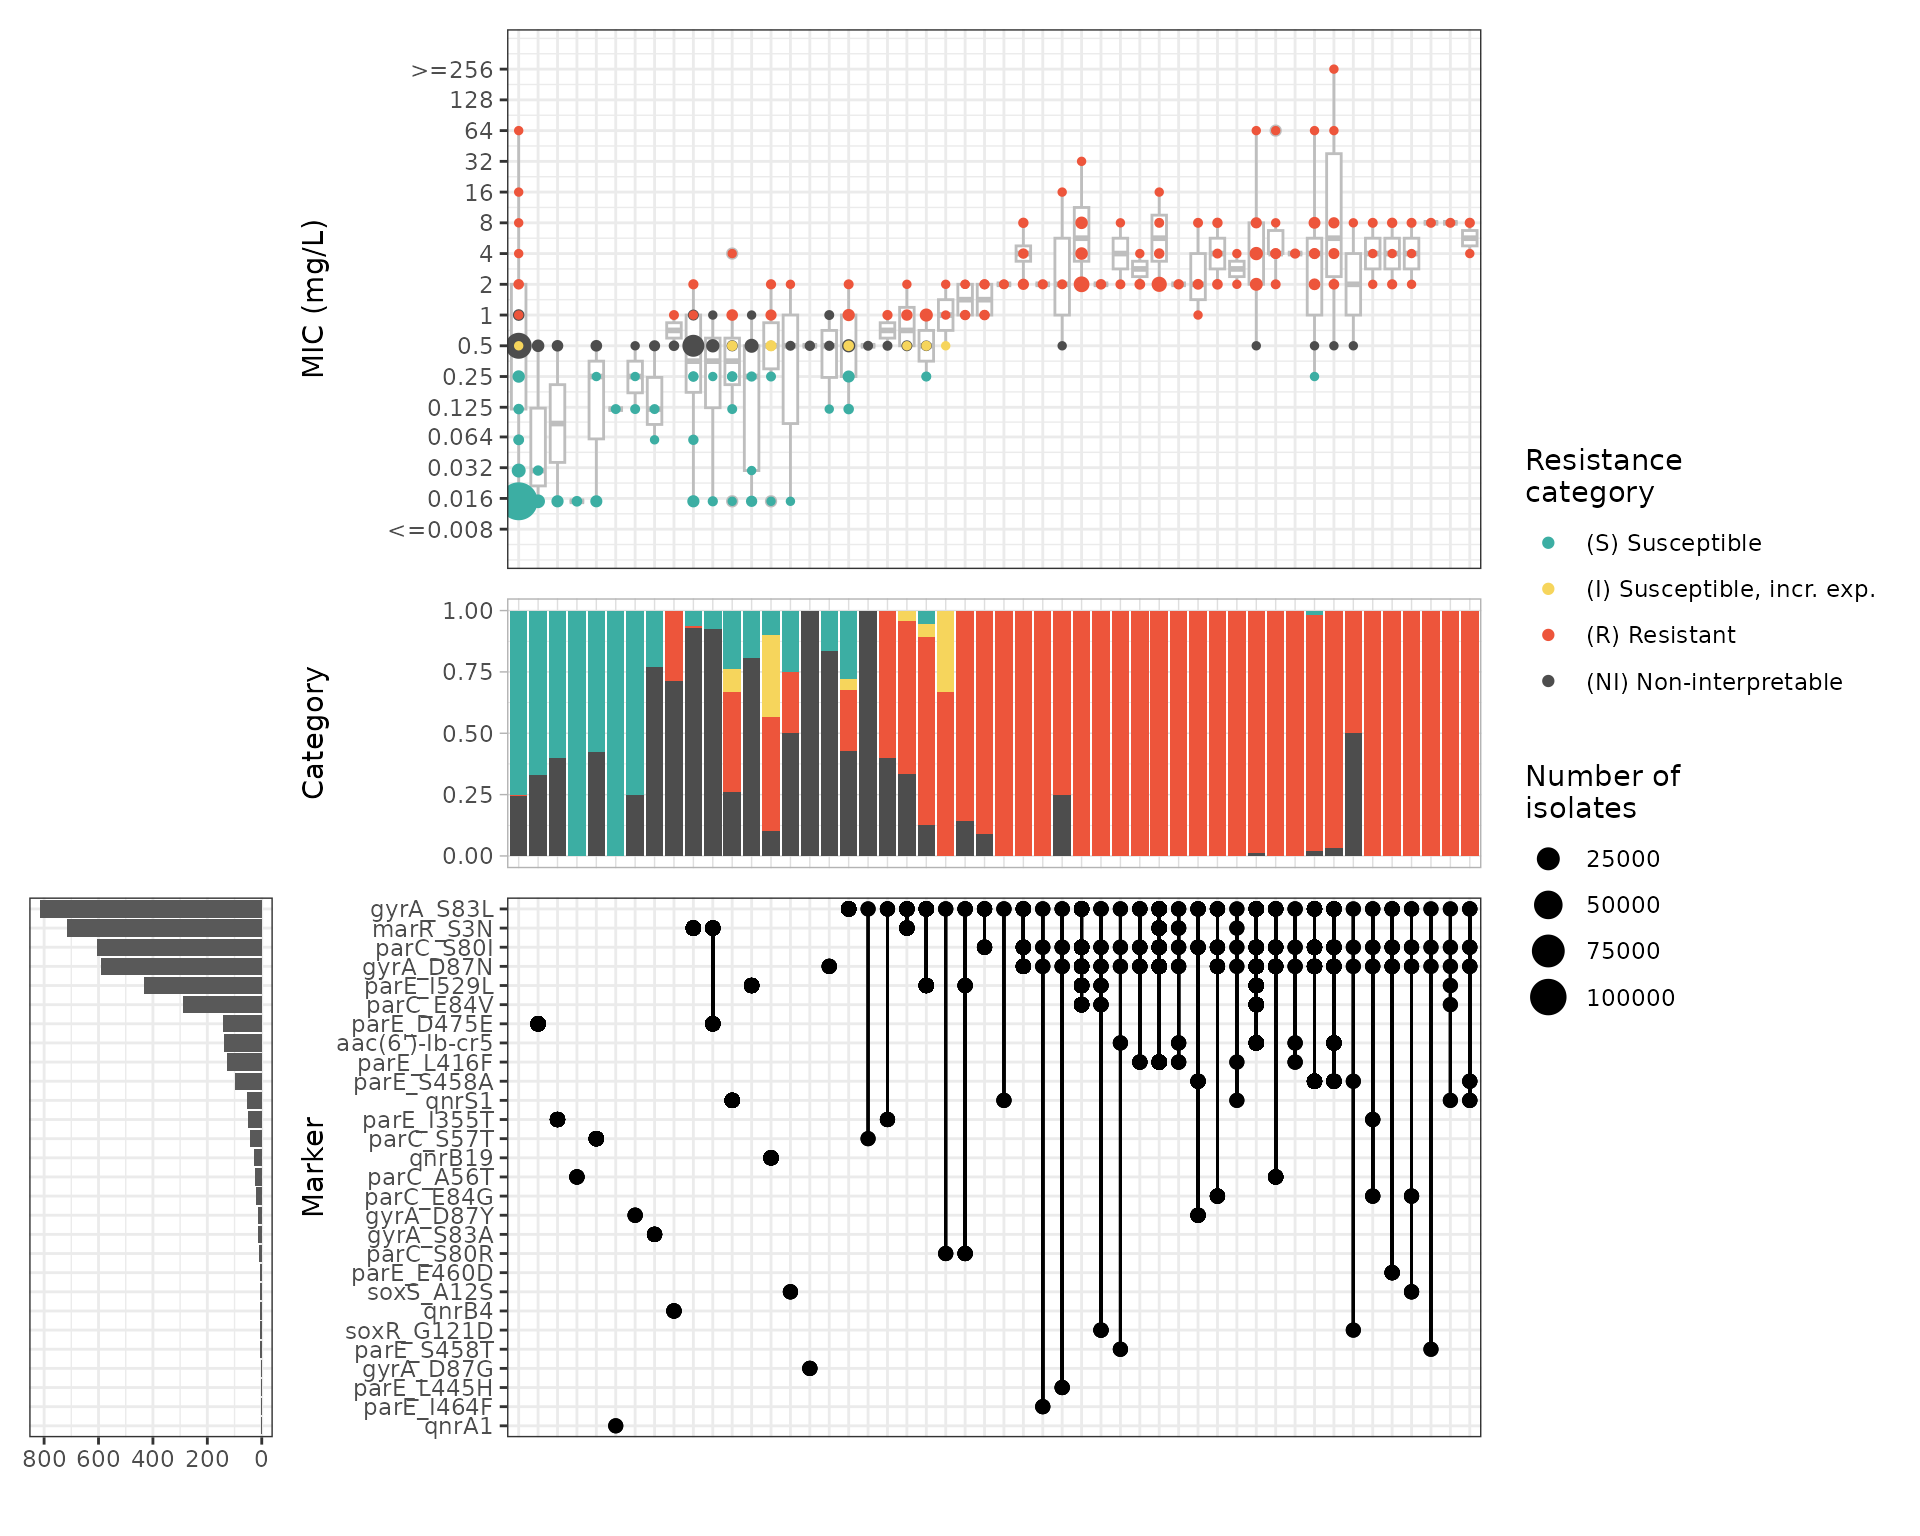 MIC (mg/L)
>=256
128
64
32
16
8
4
2
1
0.5
0.25
0.125
0.064
0.032
0.016
<=0.008
Category
1.00
0.75
0.50
0.25
0.00
Marker
gyrA_S83L
marR_S3N
parC_S80I
gyrA_D87N
parE_I529L
parC_E84V
parE_D475E
aac(6')-Ib-cr5
parE_L416F
parE_S458A
qnrS1
parE_I355T
parC_S57T
qnrB19
parC_A56T
parC_E84G
gyrA_D87Y
gyrA_S83A
parC_S80R
parE_E460D
soxS_A12S
qnrB4
soxR_G121D
parE_S458T
gyrA_D87G
parE_L445H
parE_I464F
qnrA1
800 600 400 200 0
Resistance
category
(S) Susceptible
(I) Susceptible, incr. exp.
(R) Resistant
(NI) Non-interpretable
Number of
isolates
25000
50000
75000
100000